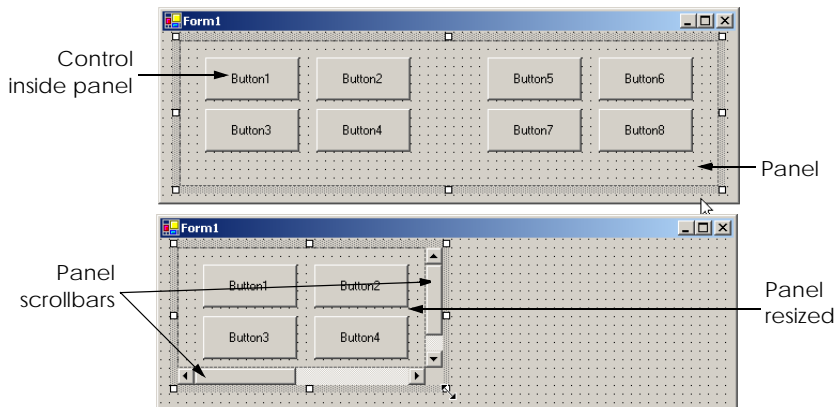 Form1
Control
inside panel
Button1
Button2
Button5
Button6
Button3
Button4
Button7
Button8
Panel
Form1
Panel
scrollbars
Button1
Button2
Button3
Button4
Panel
resized